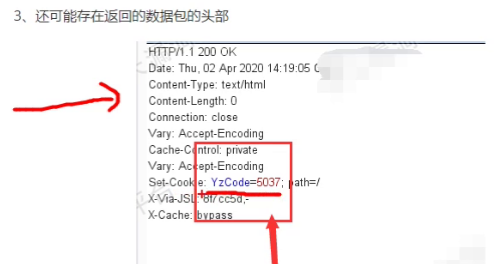 3、还可能存在返回的数据包的头部
HTTP/1.1 200 OK
Date: Thu, 02 Apr 2020 14:19:05
Content-Type: text/html
Content-Length: 0
Connection: close
Vary: Accept-Encoding
Cache-Control: private
Vary: Accept-Encoding
Set-Cookie: YzCode=5037; path=/
X-Via-JSL: 8f7cc5d,-
X-Cache: bypass